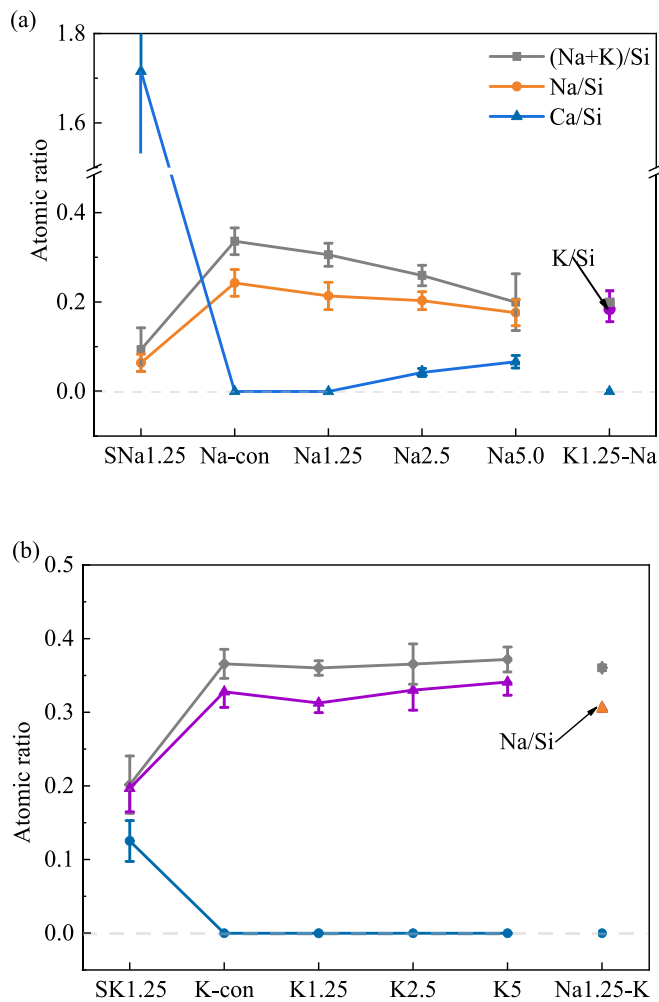 (a)
1.8
1.6
0.4
0.2
0.0
Atomic ratio
(Na+K)/Si
Na/Si
Ca/Si
K/Si
SNa1.25 Na-con Na1.25 Na2.5 Na5.0 K1.25-Na
(b)
0.5
0.4
0.3
0.2
0.1
0.0
Atomic ratio
Na/Si
SK1.25 K-con K1.25 K2.5 K5 Na1.25-K